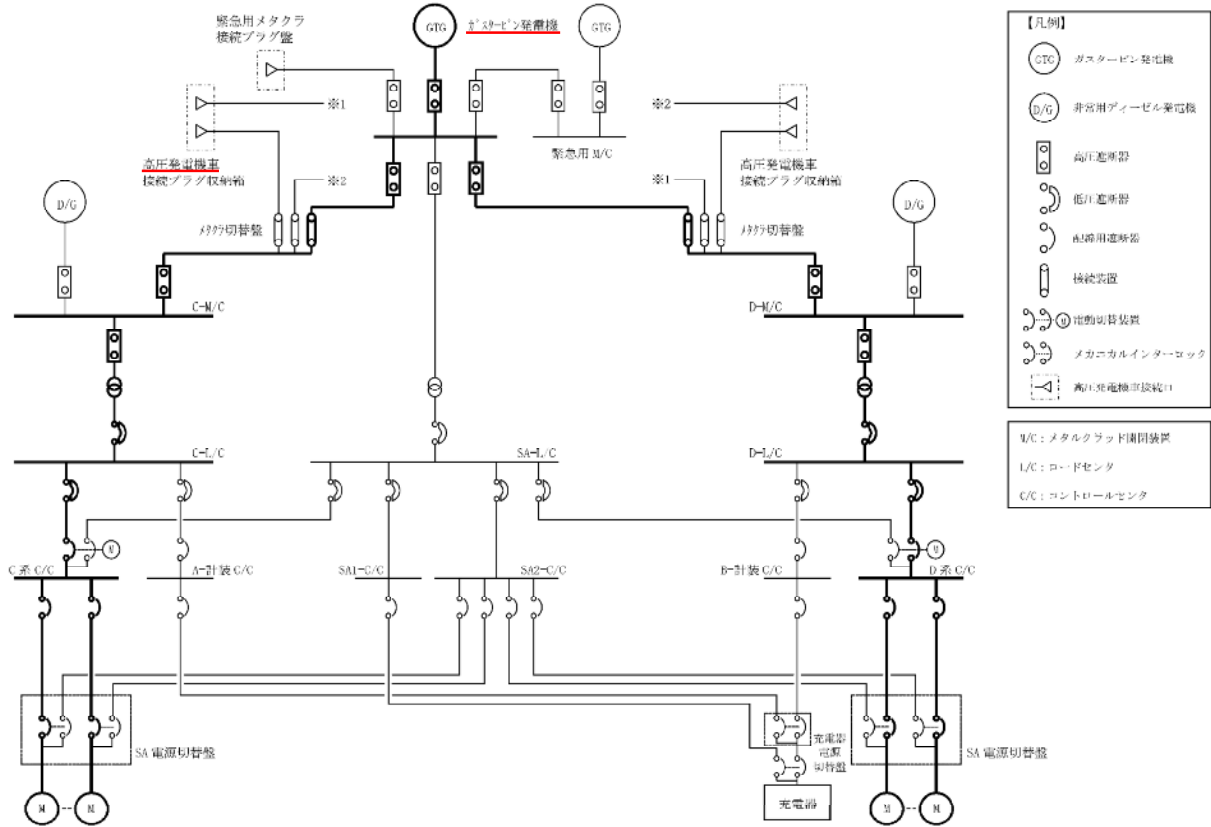 緊急用メタクラ
接続プラグ盤
GTG
ガスタービン発電機
GTG
【凡例】
GTG
ガスタービン発電機
D/G
非常用ディーゼル発電機
高圧遮断器
低圧遮断器
配線用遮断器
接続装置
M
電動切替装置
メカニカルインターロック
高圧発電機車接続口
M/C:メタルクラッド開閉装置
L/C:ロードセンタ
C/C:コントロールセンタ
※1
※2
緊急用M/C
高圧発電機車
接続プラグ収納箱
※2
※1
高圧発電機車
接続プラグ収納箱
D/G
メタクラ切替盤
メタクラ切替盤
D/G
C-M/C
D-M/C
C-L/C
SA-L/C
D-L/C
M
M
C系C/C
A-計装C/C
SA1-C/C
SA2-C/C
B-計装C/C
D系C/C
SA電源切替盤
充電器
電源
切替盤
SA電源切替盤
M
M
充電器
M
M